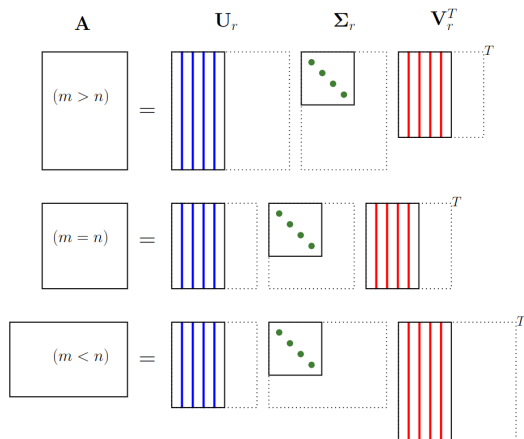 A U_r Σ_r V_r^T
(m > n) = T
(m = n) = T
(m < n) = T